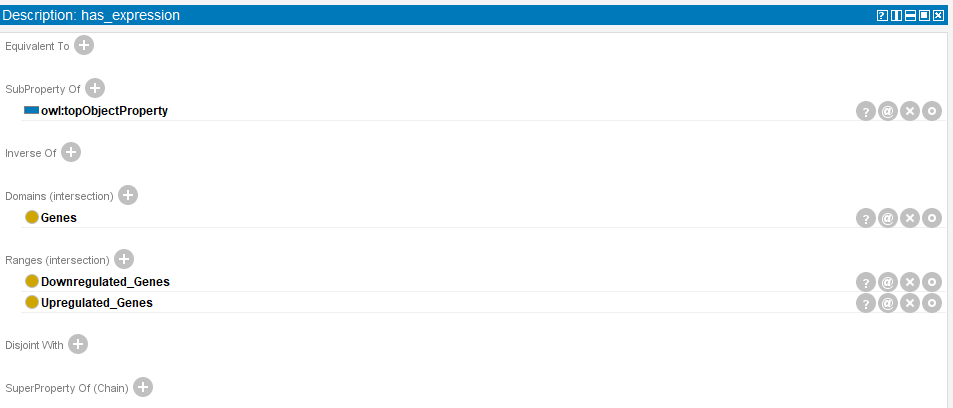 Description: has_expression
Equivalent To
SubProperty Of
owl:topObjectProperty
Inverse Of
Domains (intersection)
Genes
Ranges (intersection)
Downregulated_Genes
Upregulated_Genes
Disjoint With
SuperProperty Of (Chain)